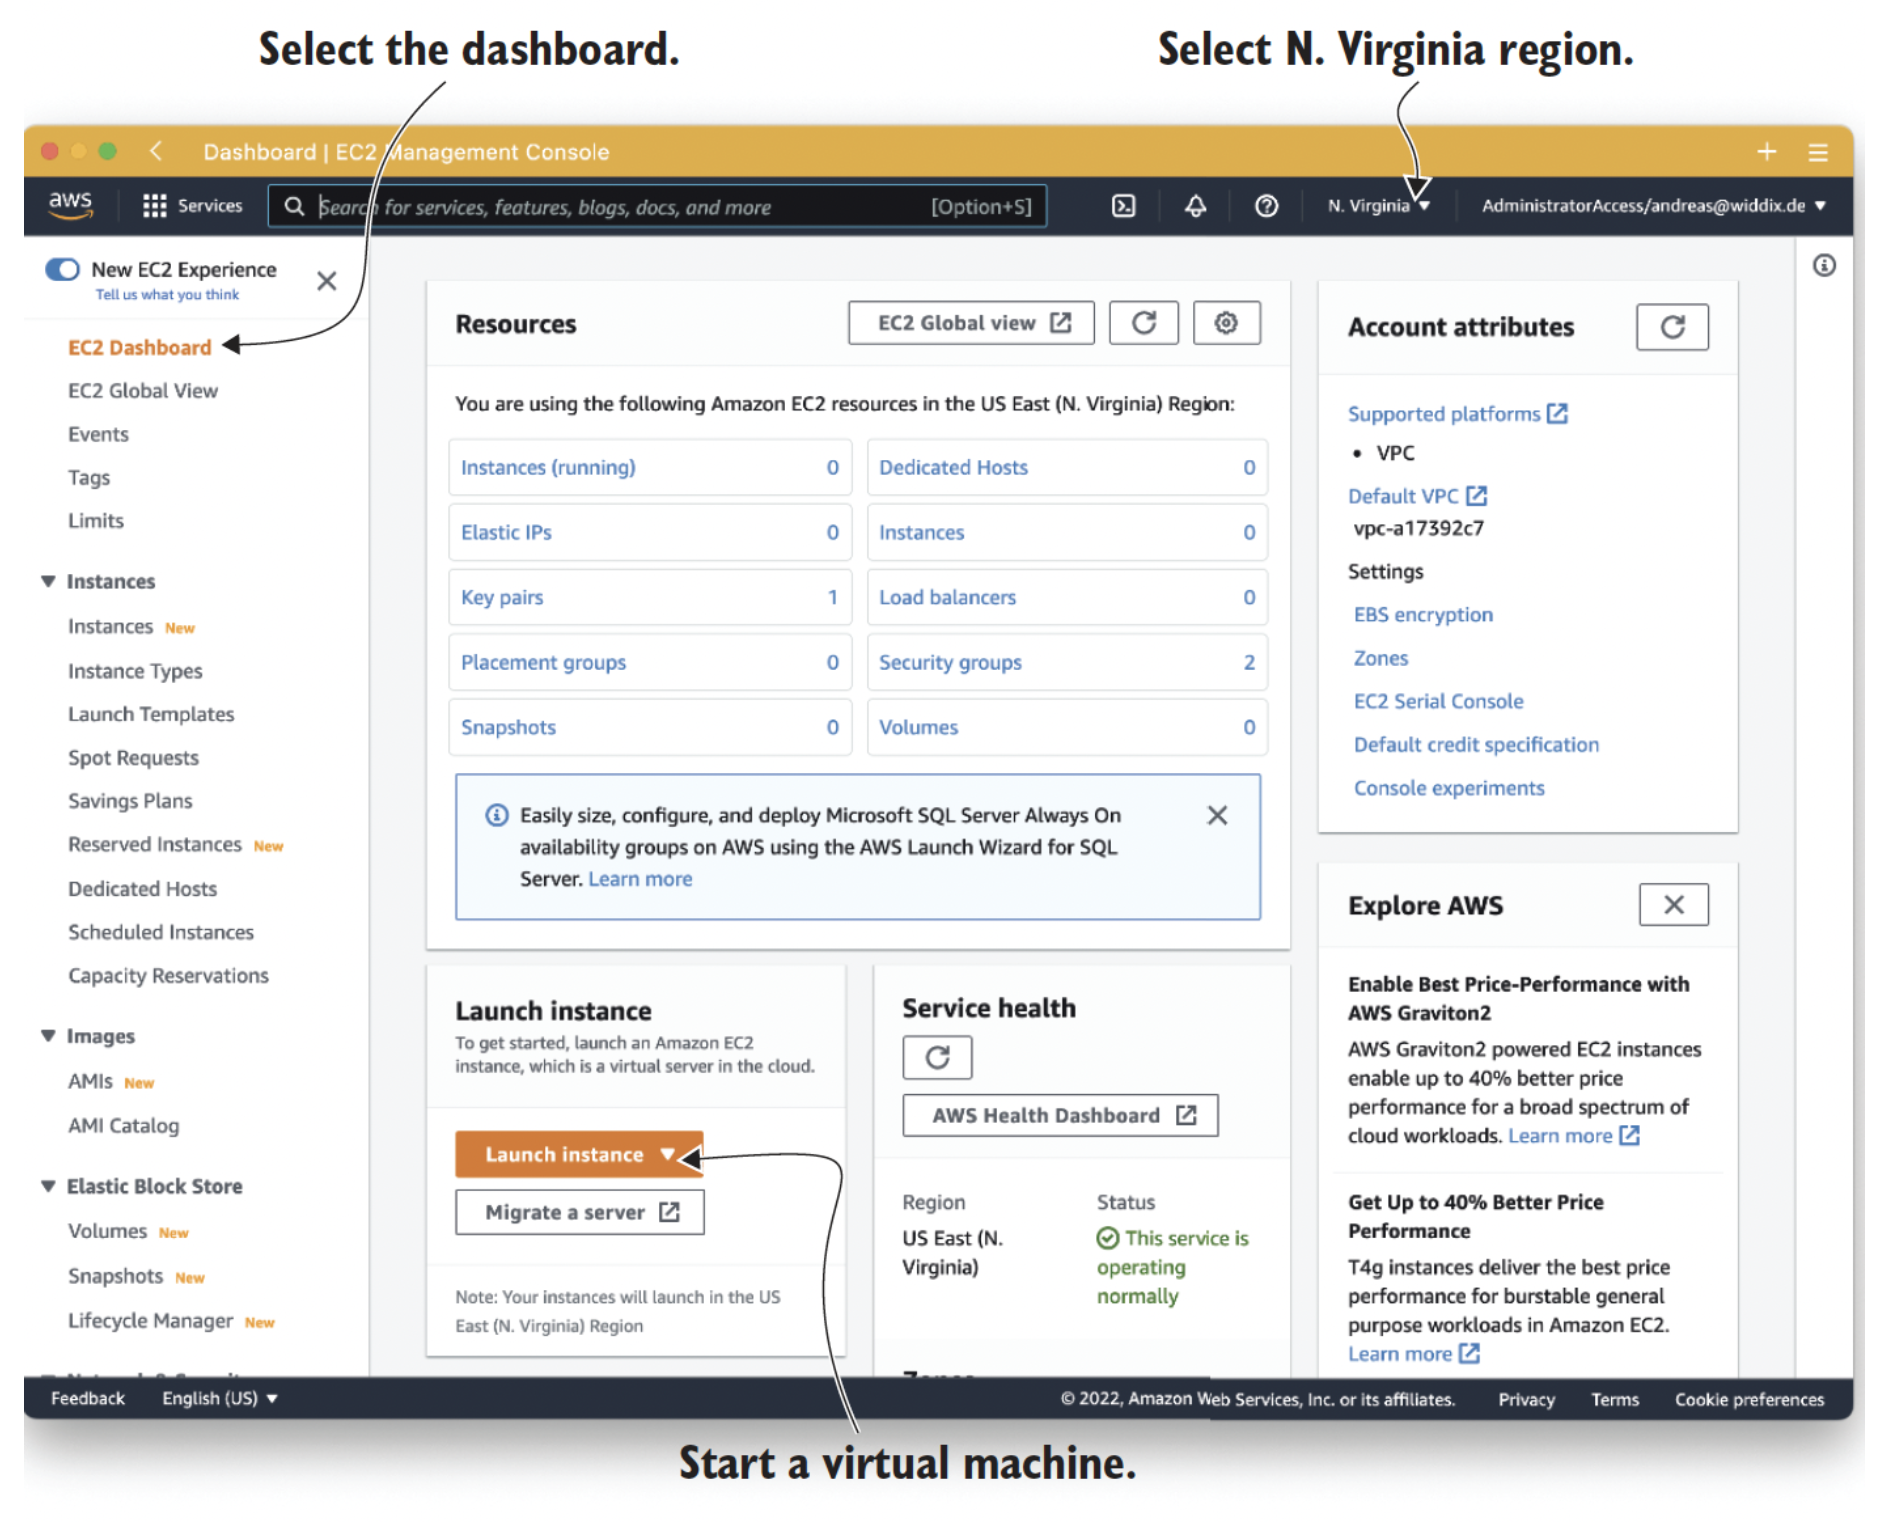 Select the dashboard.
Select N. Virginia region.
Dashboard | EC2 Management Console
aws
Services
Search for services, features, blogs, docs, and more
[Option+S]
N. Virginia
AdministratorAccess/andreas@widdix.de
New EC2 Experience
Tell us what you think
EC2 Dashboard
EC2 Global View
Events
Tags
Limits
Instances
Instances New
Instance Types
Launch Templates
Spot Requests
Savings Plans
Reserved Instances New
Dedicated Hosts
Scheduled Instances
Capacity Reservations
Images
AMIs New
AMI Catalog
Elastic Block Store
Volumes New
Snapshots New
Lifecycle Manager New
Resources
EC2 Global view
You are using the following Amazon EC2 resources in the US East (N. Virginia) Region:
Instances (running) 0
Dedicated Hosts 0
Elastic IPs 0
Instances 0
Key pairs 1
Load balancers 0
Placement groups 0
Security groups 2
Snapshots 0
Volumes 0
Easily size, configure, and deploy Microsoft SQL Server Always On
availability groups on AWS using the AWS Launch Wizard for SQL
Server. Learn more
Launch instance
To get started, launch an Amazon EC2
instance, which is a virtual server in the cloud.
Launch instance
Migrate a server
Note: Your instances will launch in the US
East (N. Virginia) Region
Service health
AWS Health Dashboard
Region
US East (N.
Virginia)
Status
This service is
operating
normally
Account attributes
Supported platforms
• VPC
Default VPC
vpc-a17392c7
Settings
EBS encryption
Zones
EC2 Serial Console
Default credit specification
Console experiments
Explore AWS
Enable Best Price-Performance with
AWS Graviton2
AWS Graviton2 powered EC2 instances
enable up to 40% better price
performance for a broad spectrum of
cloud workloads. Learn more
Get Up to 40% Better Price
Performance
T4g instances deliver the best price
performance for burstable general
purpose workloads in Amazon EC2.
Learn more
Feedback
English (US)
© 2022, Amazon Web Services, Inc. or its affiliates.
Privacy
Terms
Cookie preferences
Start a virtual machine.